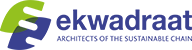 ekwadraat
ARCHITECTS OF THE SUSTAINABLE CHAIN